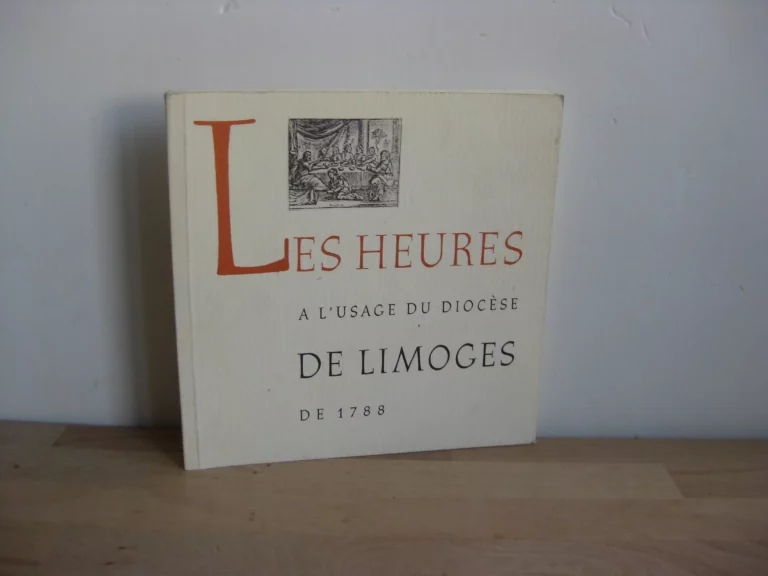 LES HEURES
A L'USAGE DU DIOCÈSE
DE LIMOGES
DE 1788